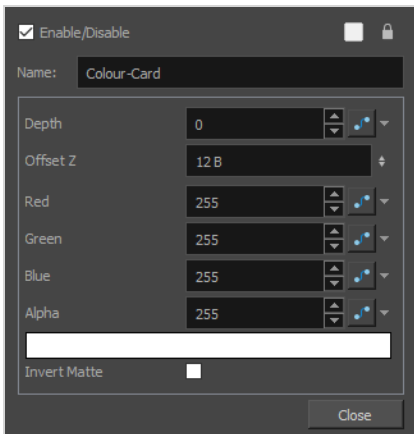 Enable/Disable
Name: Colour-Card
Depth 0
Offset Z 12 B
Red 255
Green 255
Blue 255
Alpha 255
Invert Matte
Close